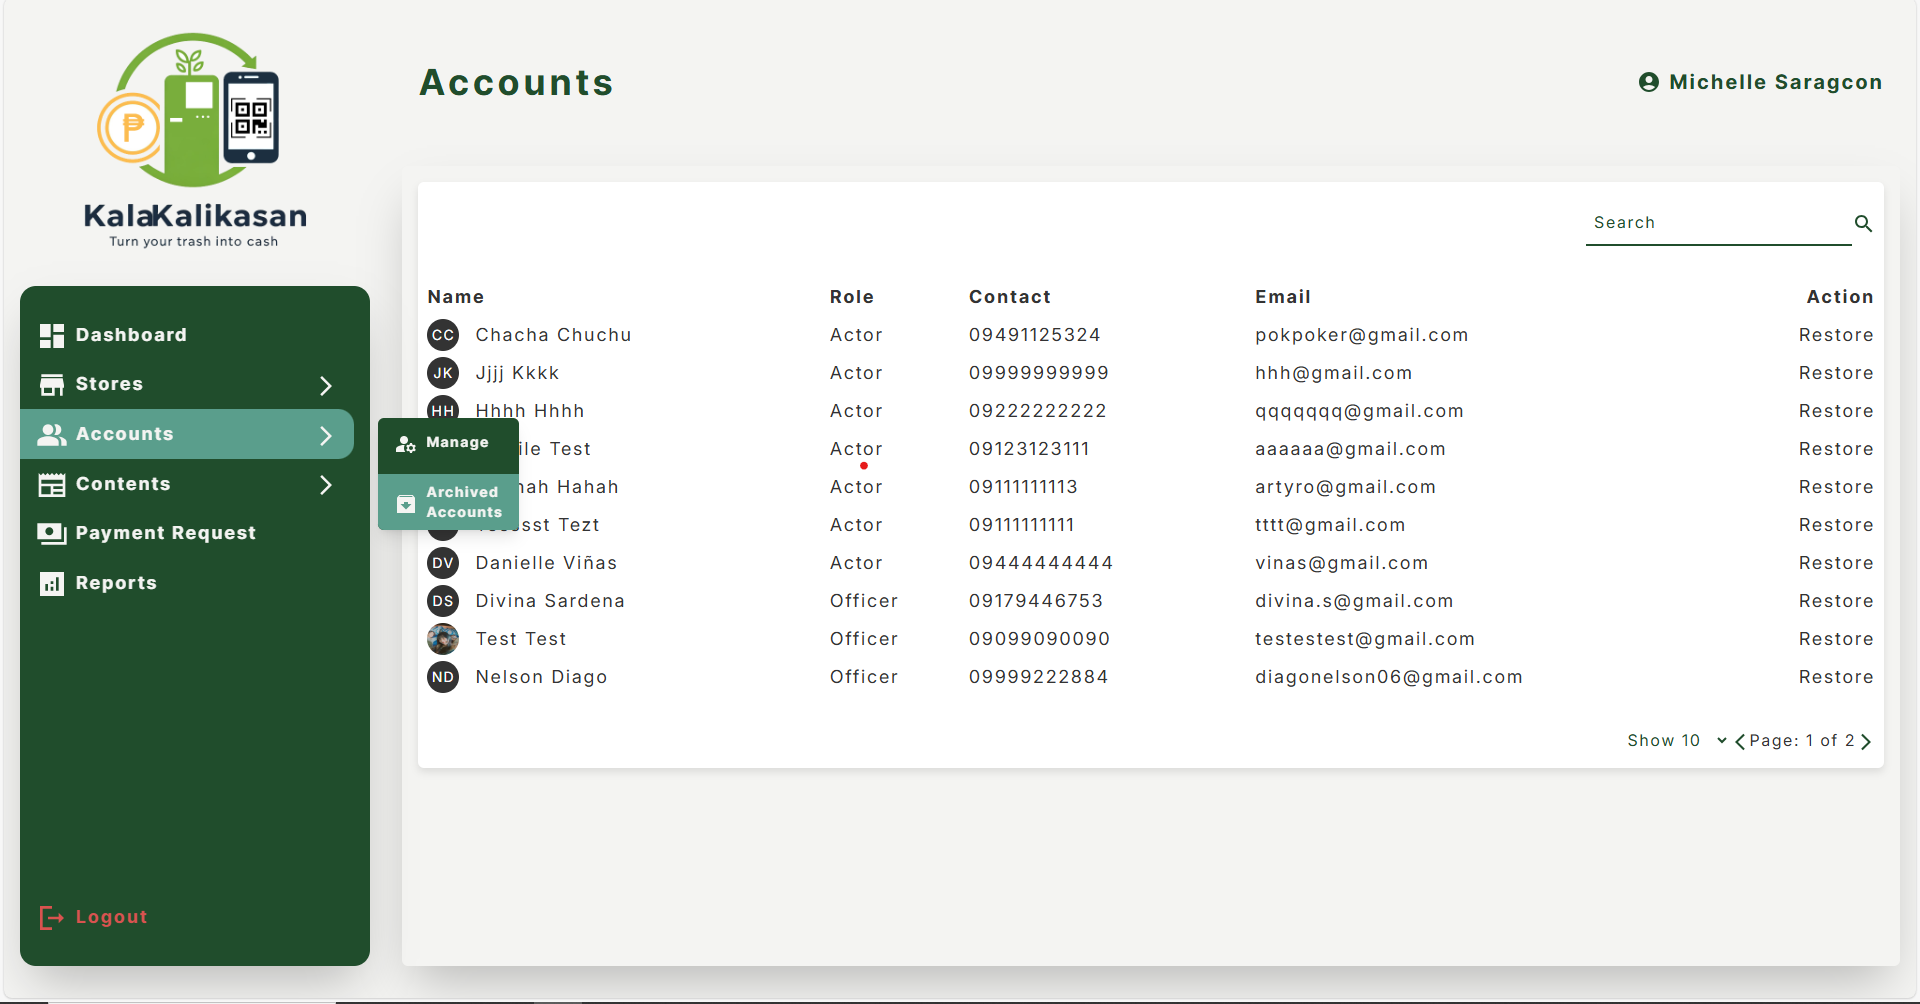 KalaKalikasan
Turn your trash into cash
Dashboard
Stores
Accounts
Contents
Payment Request
Reports
Logout
Manage
Archived
Accounts
Accounts
Michelle Saragcon
Search
Name Role Contact Email Action
CC Chacha Chuchu Actor 09491125324 pokpoker@gmail.com Restore
JK Jjjj Kkkk Actor 09999999999 hhh@gmail.com Restore
HH Hhhh Hhhh Actor 09222222222 qqqqqqq@gmail.com Restore
Test Actor 09123123111 aaaaaa@gmail.com Restore
Hahah Actor 09111111113 artyro@gmail.com Restore
Tezt Actor 09111111111 tttt@gmail.com Restore
DV Danielle Viñas Actor 09444444444 vinas@gmail.com Restore
DS Divina Sardena Officer 09179446753 divina.s@gmail.com Restore
Test Test Officer 09099090090 testestest@gmail.com Restore
ND Nelson Diago Officer 09999222884 diagonelson06@gmail.com Restore
Show 10 Page: 1 of 2